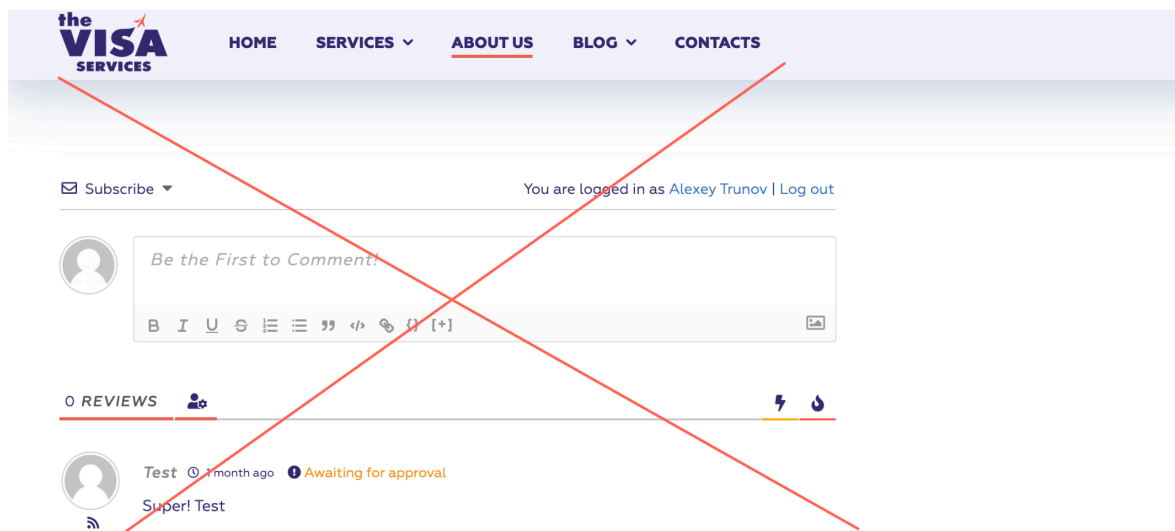 the
VISA
SERVICES
HOME SERVICES ABOUT US BLOG CONTACTS
Subscribe
You are logged in as Alexey Trunov | Log out
Be the First to Comment!
B I U S </> {} [+]
0 REVIEWS
Test 1 month ago Awaiting for approval
Super! Test